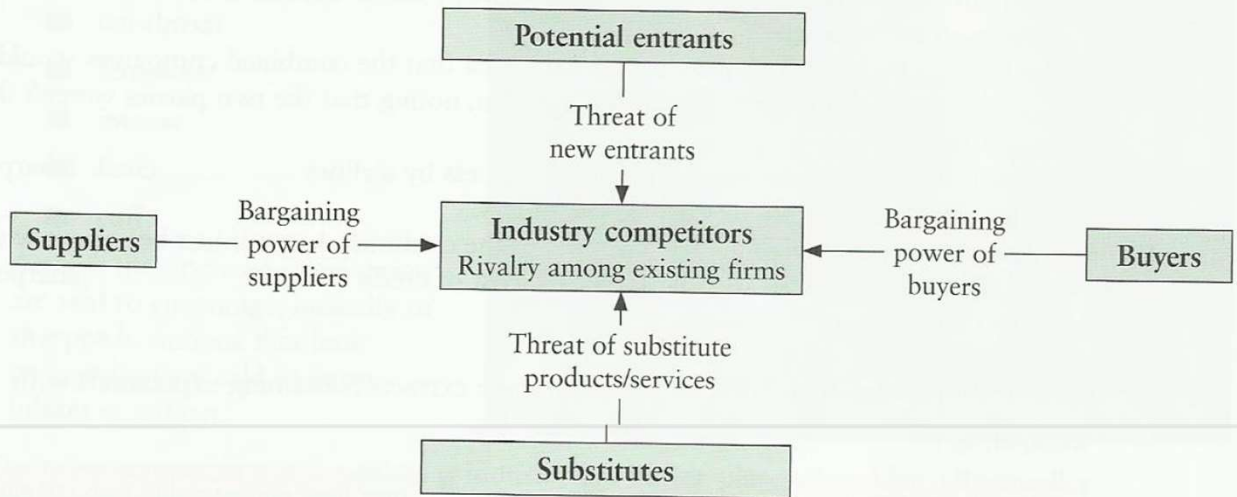 Potential entrants
Threat of
new entrants
Suppliers
Bargaining
power of
suppliers
Industry competitors
Rivalry among existing firms
Bargaining
power of
buyers
Buyers
Threat of substitute
products/services
Substitutes